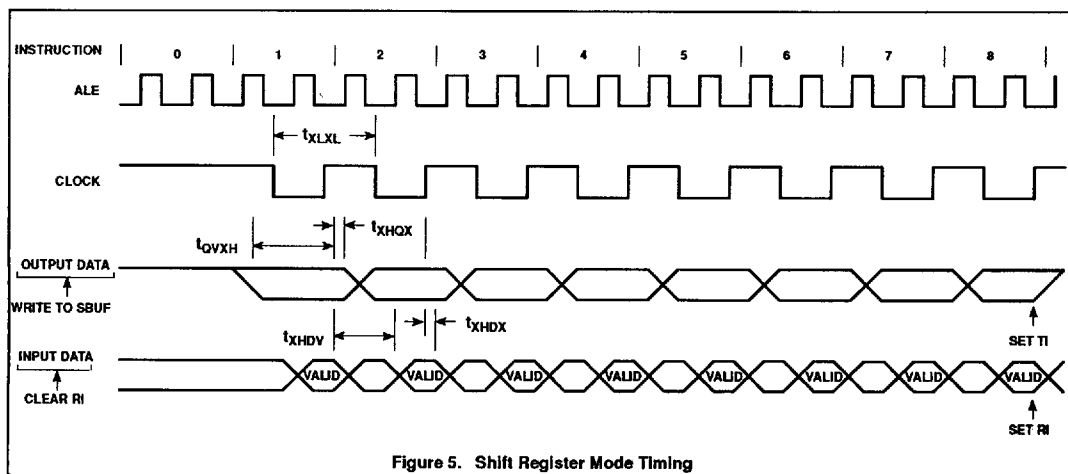 INSTRUCTION | 0 | 1 | 2 | 3 | 4 | 5 | 6 | 7 | 8 |
ALE
tXLXL
CLOCK
tQVXH
tXHQX
OUTPUT DATA
WRITE TO SBUF
SET TI
tXHDV
tXHDX
INPUT DATA
VALID VALID VALID VALID VALID VALID VALID VALID
CLEAR RI
SET RI
Figure 5. Shift Register Mode Timing